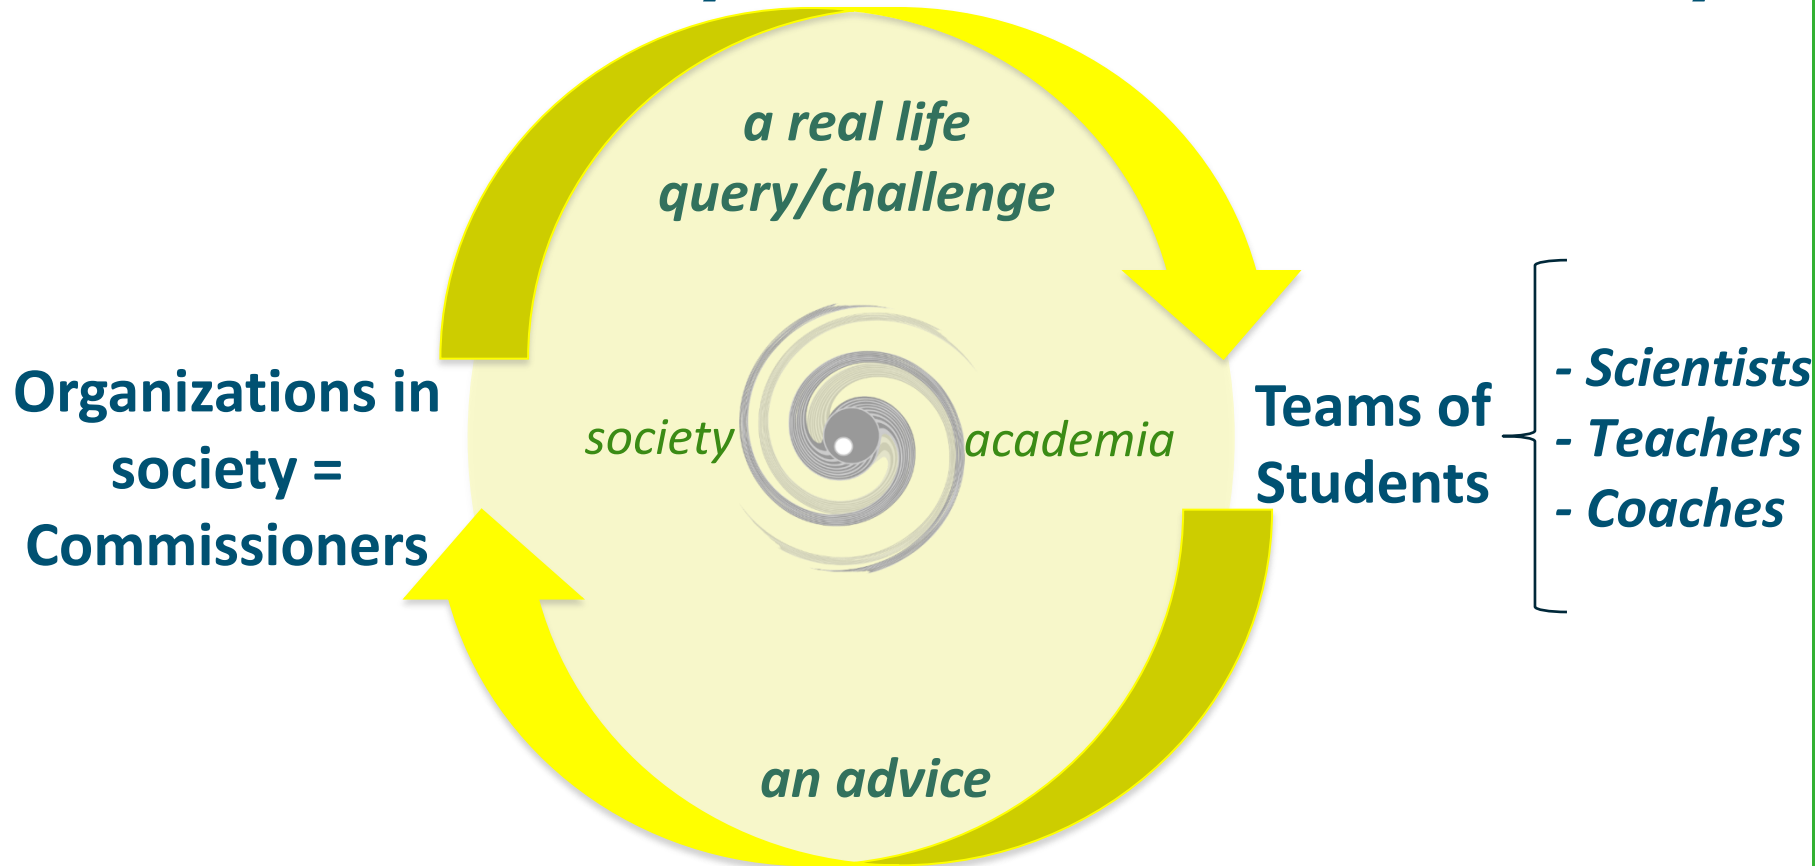 a real life
query/challenge
Organizations in
society =
Commissioners
society
academia
Teams of
Students
- Scientists
- Teachers
- Coaches
an advice